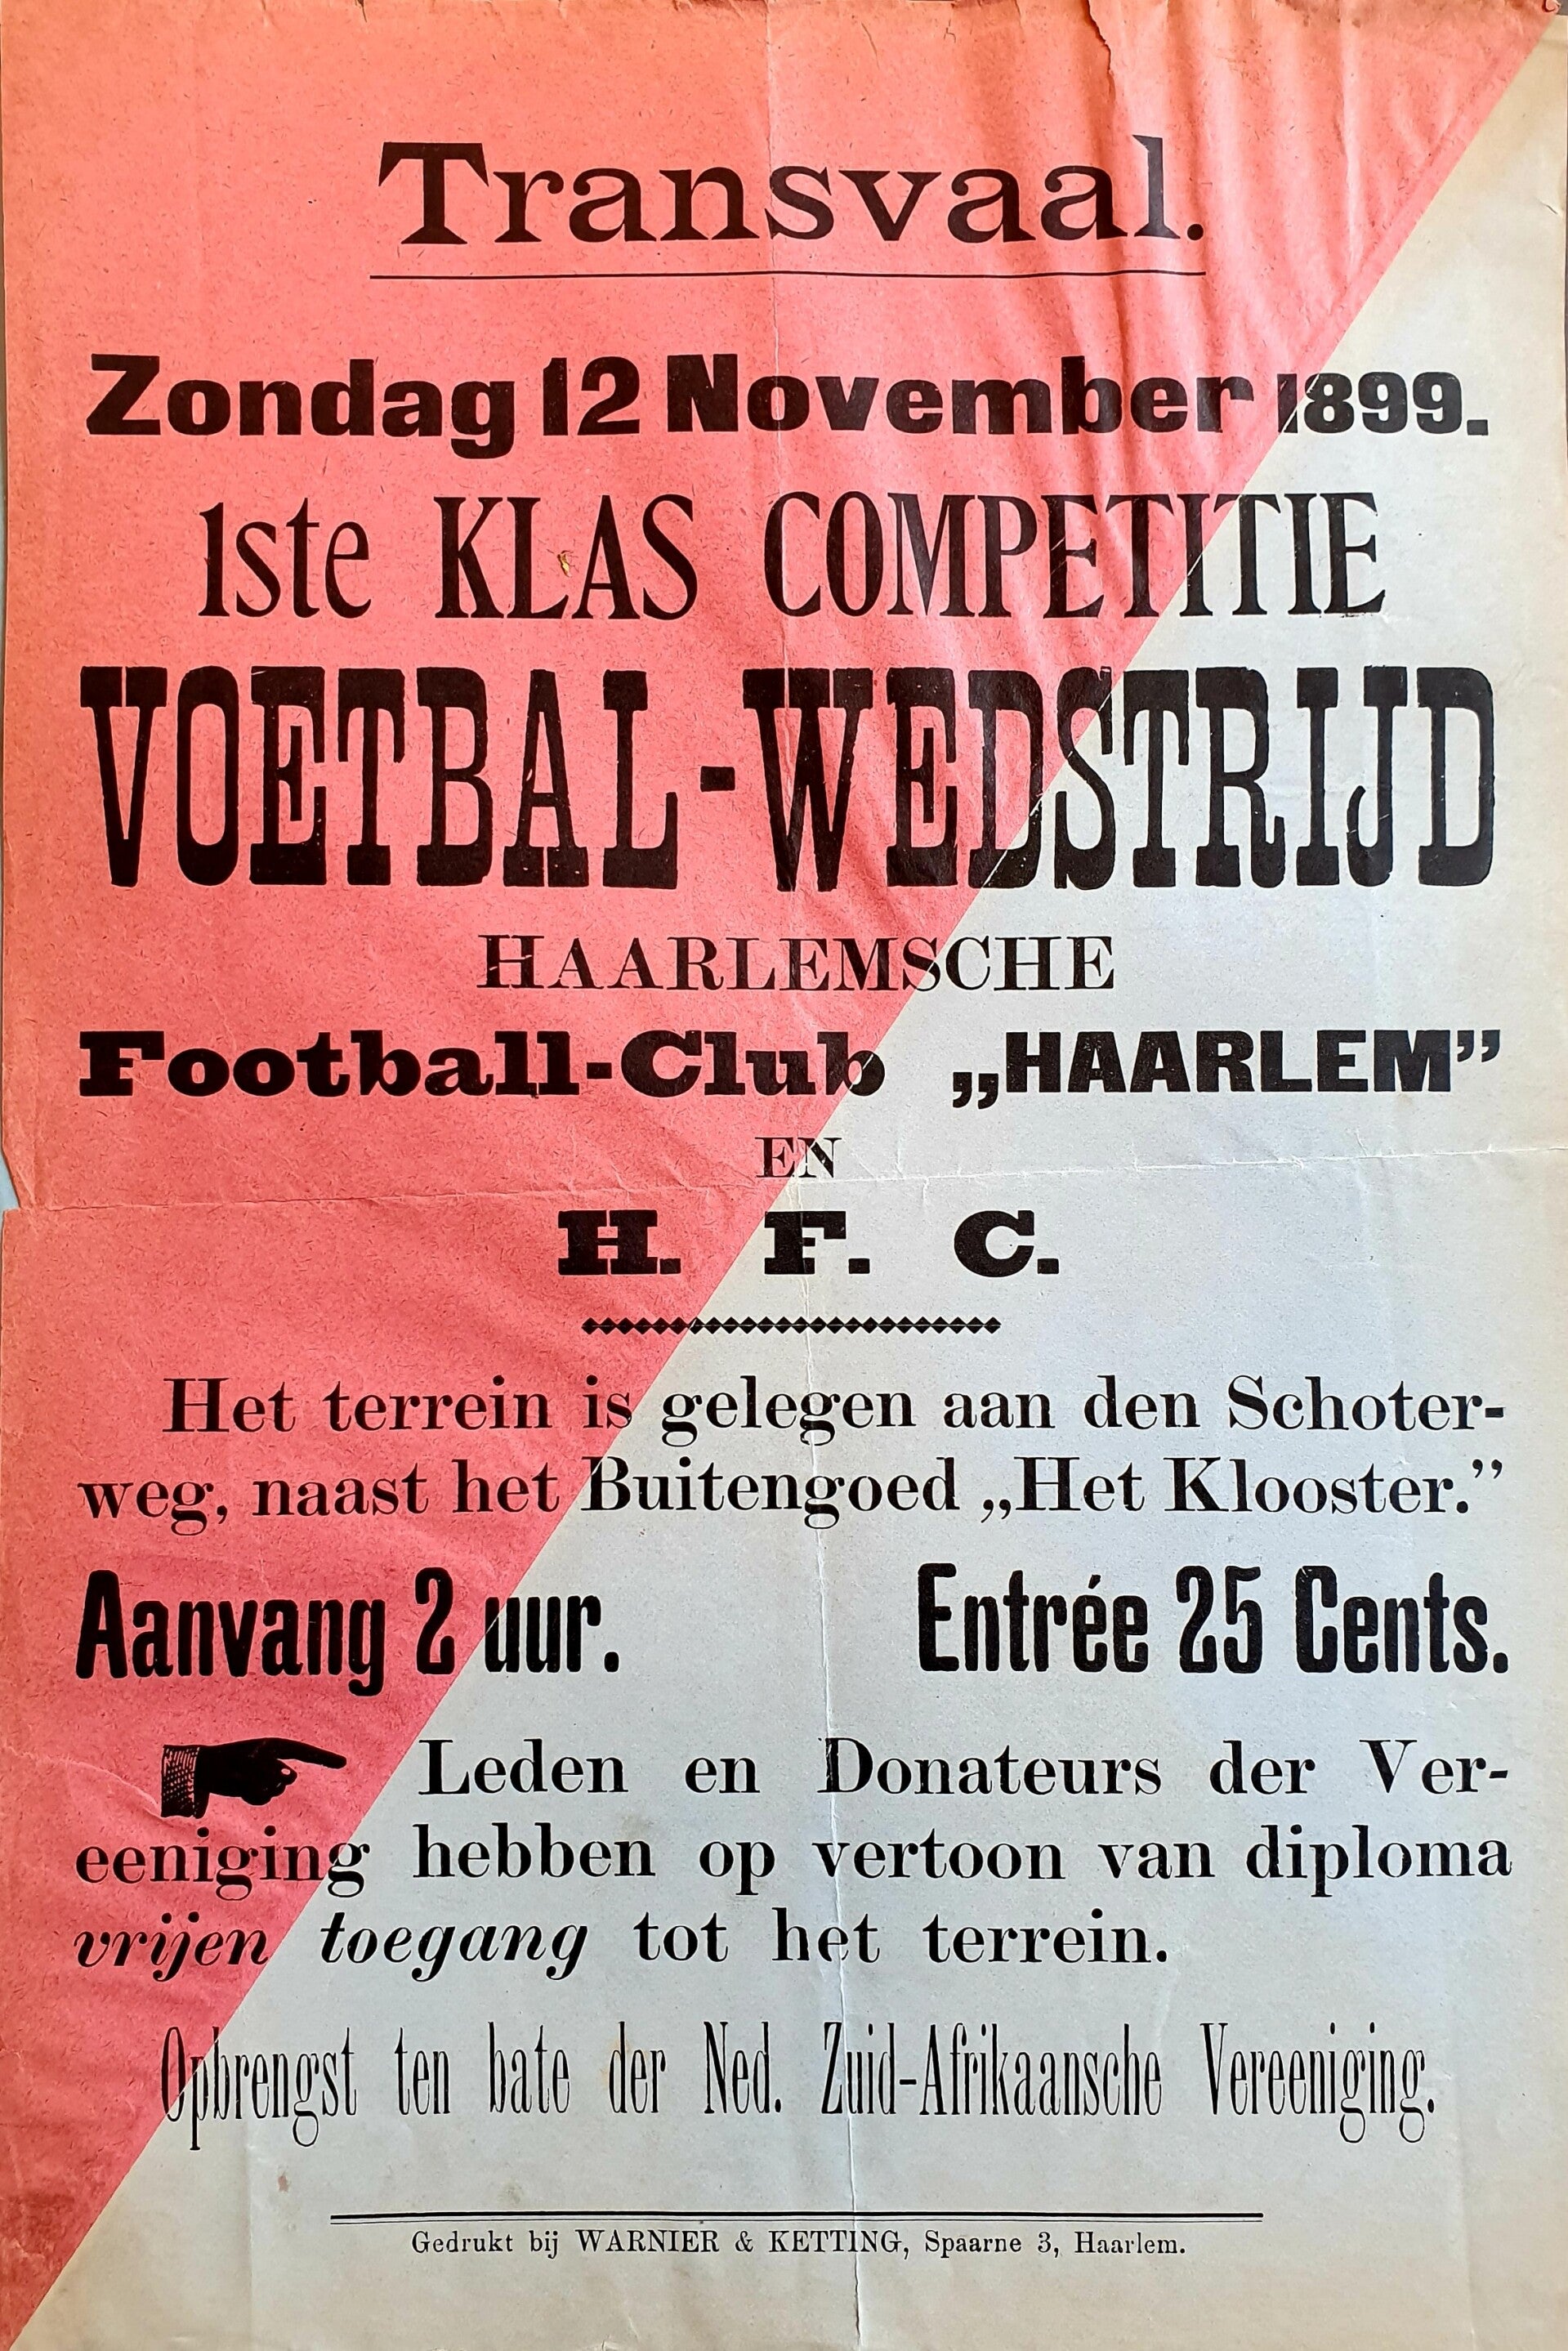 Transvaal.
Zondag 12 November 1899.
1ste KLAS COMPETITIE
VOETBAL-WEDSTRIJD
HAARLEMSCHE
Football-Club „HAARLEM”
EN
H. F. C.
Het terrein is gelegen aan den Schoter-
weg, naast het Buitengoed „Het Klooster.”
Aanvang 2 uur. Entrée 25 Cents.
Leden en Donateurs der Ver-
eeniging hebben op vertoon van diploma
vrijen toegang tot het terrein.
Opbrengst ten bate der Ned. Zuid-Afrikaansche Vereeniging.
Gedrukt bij WARNIER & KETTING, Spaarne 3, Haarlem.